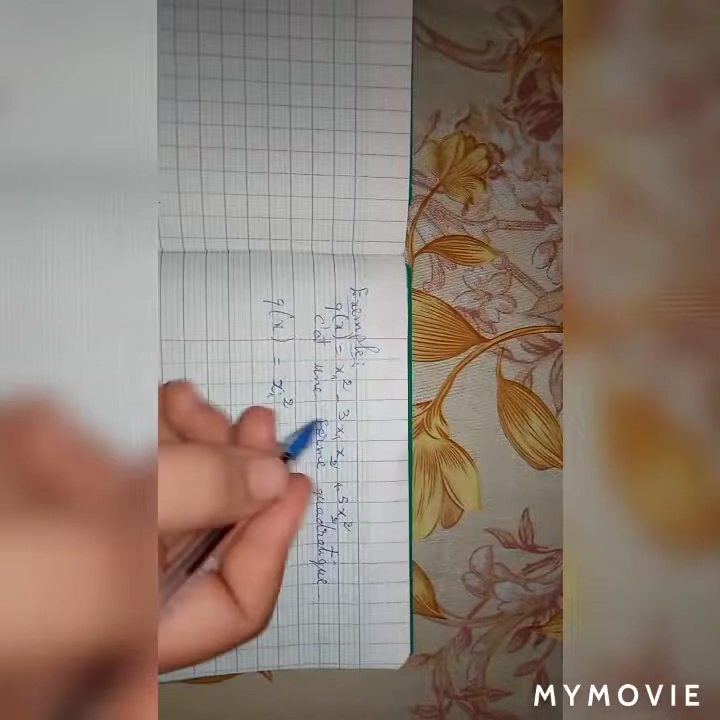 Exemple:
q(x) = x₁² - 3x₁x₂ + 5x₂²
c'est une forme quadratique
q(x) = x₁²
MYMOVIE